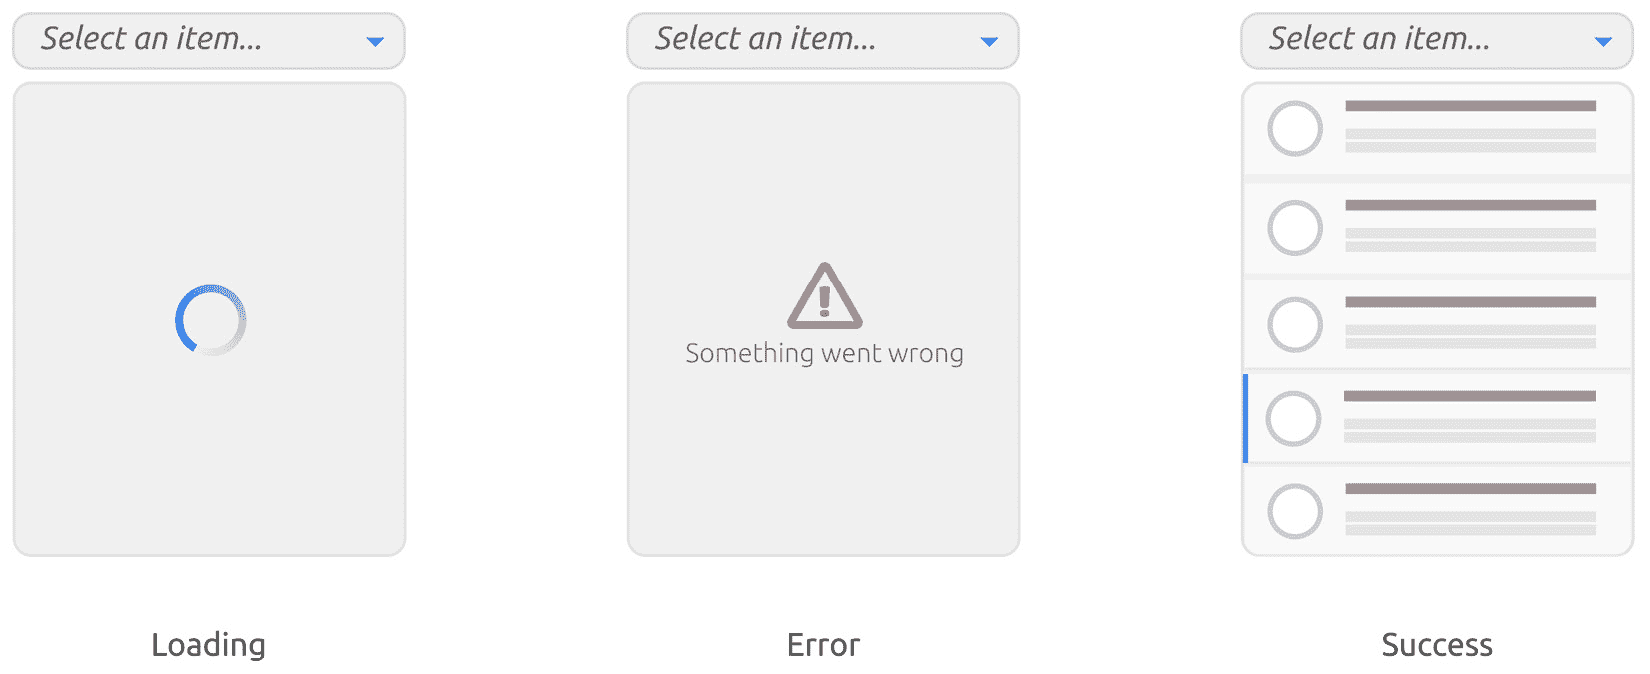 Select an item...
Select an item...
Select an item...
Something went wrong
Loading
Error
Success